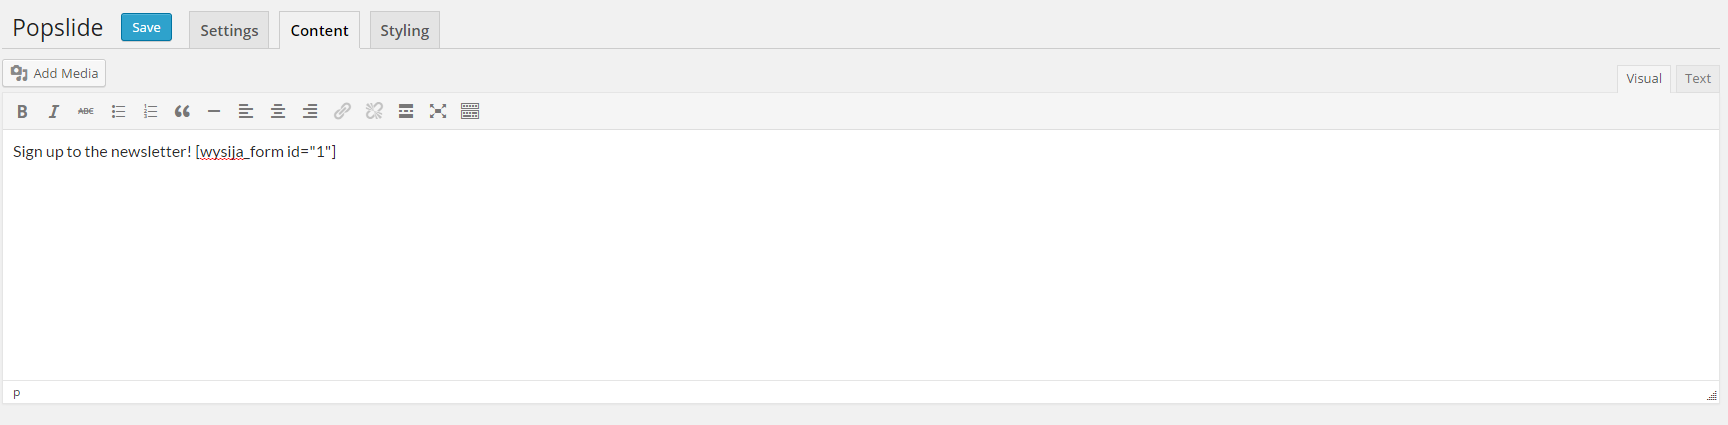 Popslide Save Settings Content Styling
Add Media Visual Text
B I ABC
Sign up to the newsletter! [wysija_form id="1"]
p